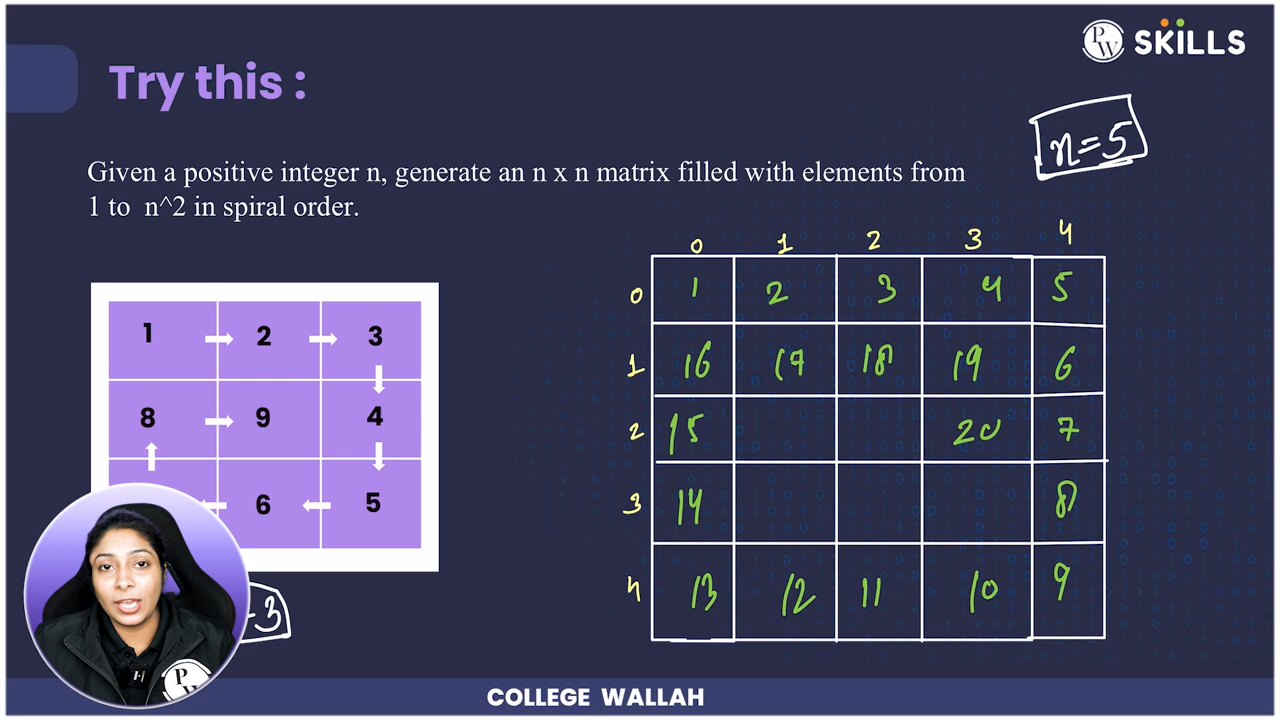 PW SKILLS
Try this :
n=5
Given a positive integer n, generate an n x n matrix filled with elements from
1 to n^2 in spiral order.
0 1 2 3 4
0 1 2 3 4 5
1 16 17 18 19 6
2 15 20 7
3 14 8
4 13 12 11 10 9
1 2 3
8 9 4
6 5
3
PW
COLLEGE WALLAH